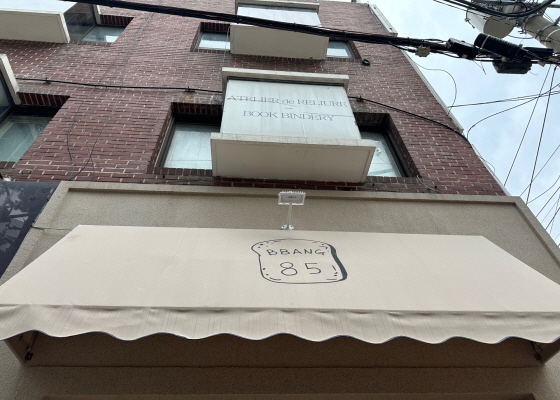 ATELIER de RELIURE
BOOK BINDERY
BBANG
85